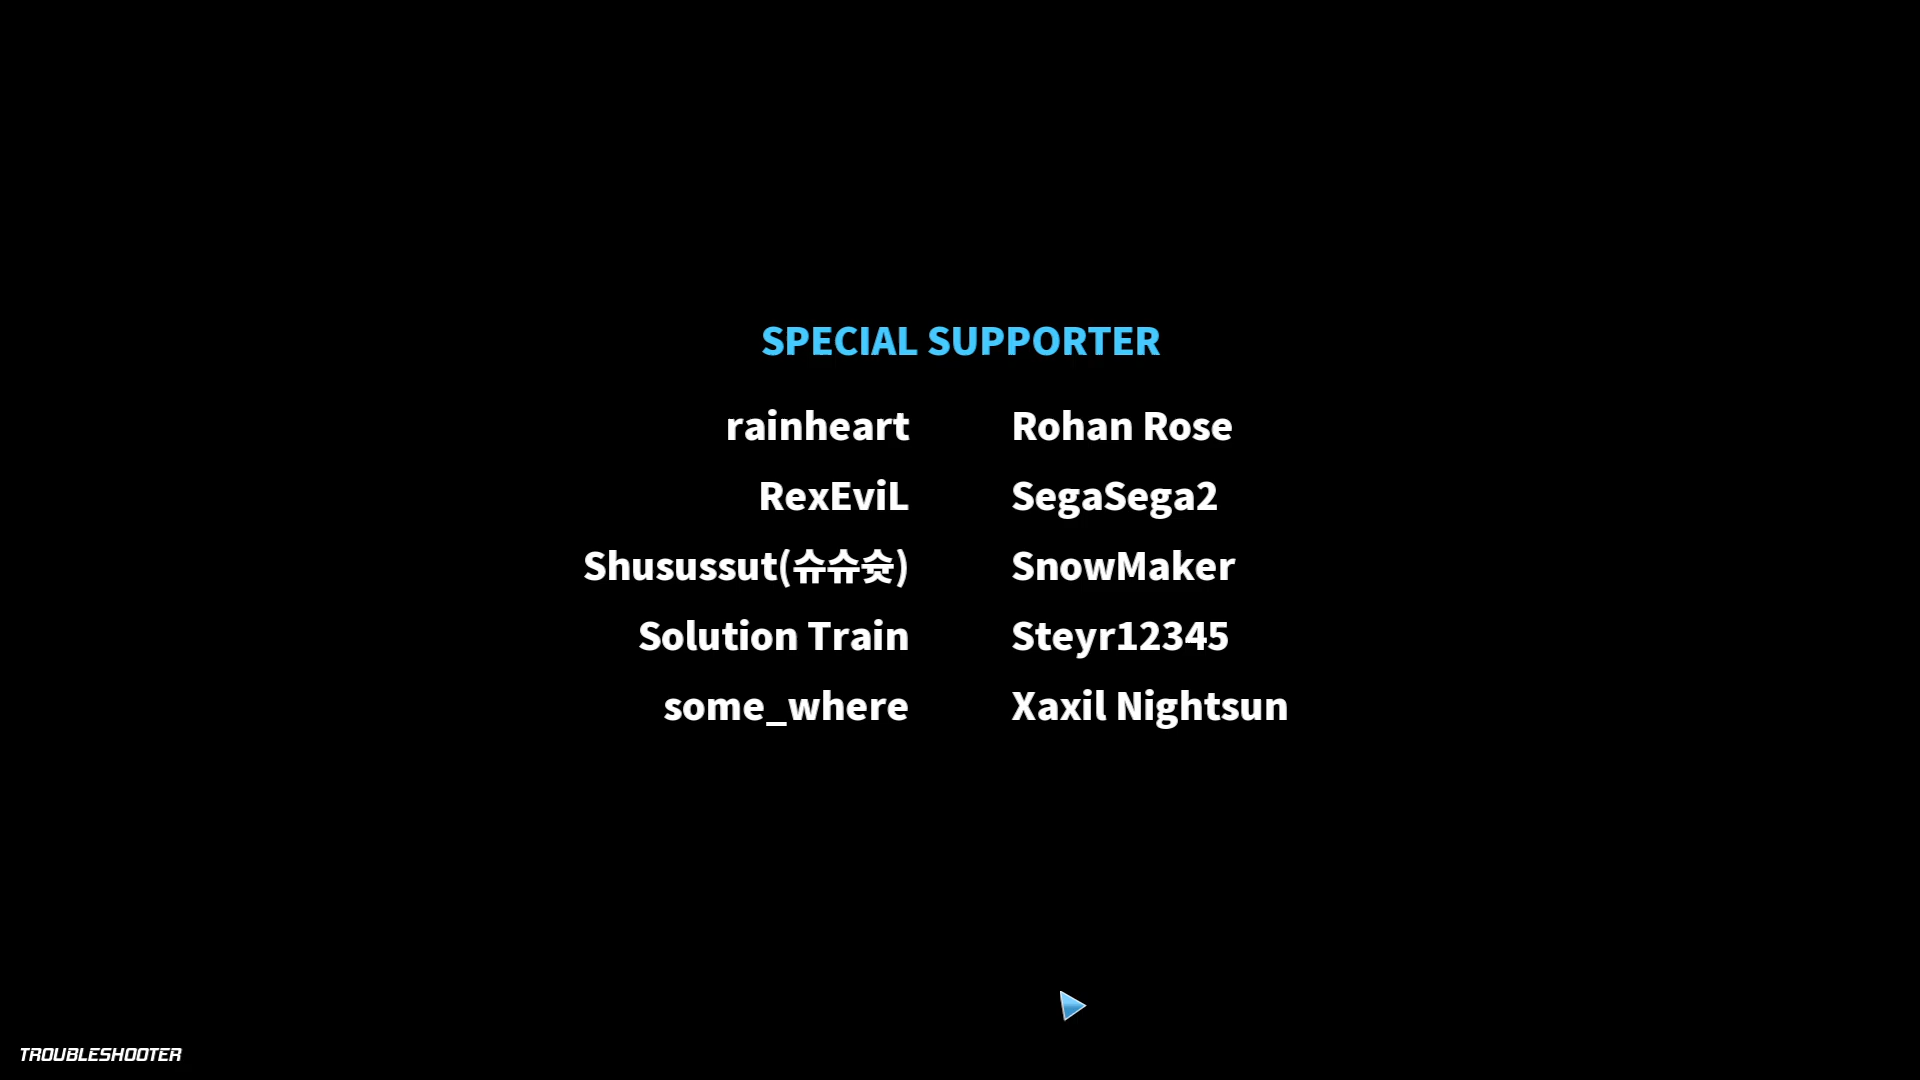 SPECIAL SUPPORTER
rainheart Rohan Rose
RexEviL SegaSega2
Shusussut(슈슈슛) SnowMaker
Solution Train Steyr12345
some_where Xaxil Nightsun
TROUBLESHOOTER